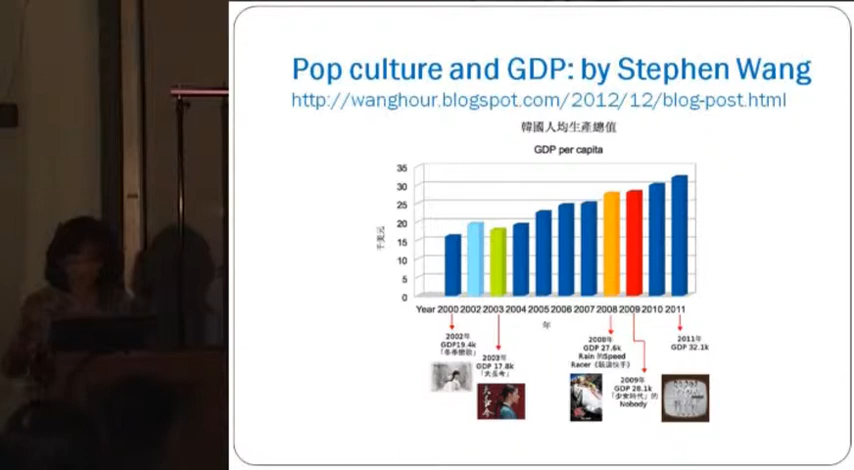 Pop culture and GDP: by Stephen Wang
http://wanghour.blogspot.com/2012/12/blog-post.html
韓國人均生產總值
GDP per capita
千美元
35
30
25
20
15
10
5
0
Year 2000 2002 2003 2004 2005 2006 2007 2008 2009 2010 2011
年
2002年
GDP19.4k
「冬季戀歌」
2003年
GDP 17.8k
「大長今」
2008年
GDP 27.6k
Rain 的Speed
Racer
2009年
GDP 28.1k
「少女時代」的
Nobody
2011年
GDP 32.1k
大長今